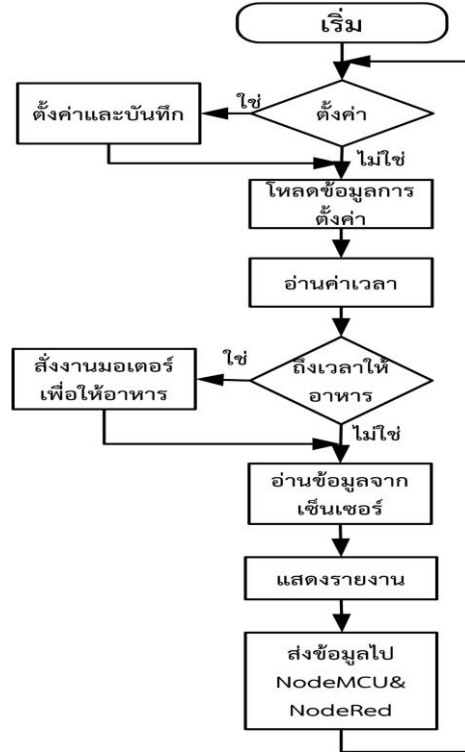 เริ่ม
ตั้งค่า
ใช่
ตั้งค่าและบันทึก
ไม่ใช่
โหลดข้อมูลการ
ตั้งค่า
อ่านค่าเวลา
ถึงเวลาให้
อาหาร
ใช่
สั่งงานมอเตอร์
เพื่อให้อาหาร
ไม่ใช่
อ่านข้อมูลจาก
เซ็นเซอร์
แสดงรายงาน
ส่งข้อมูลไป
NodeMCU&
NodeRed